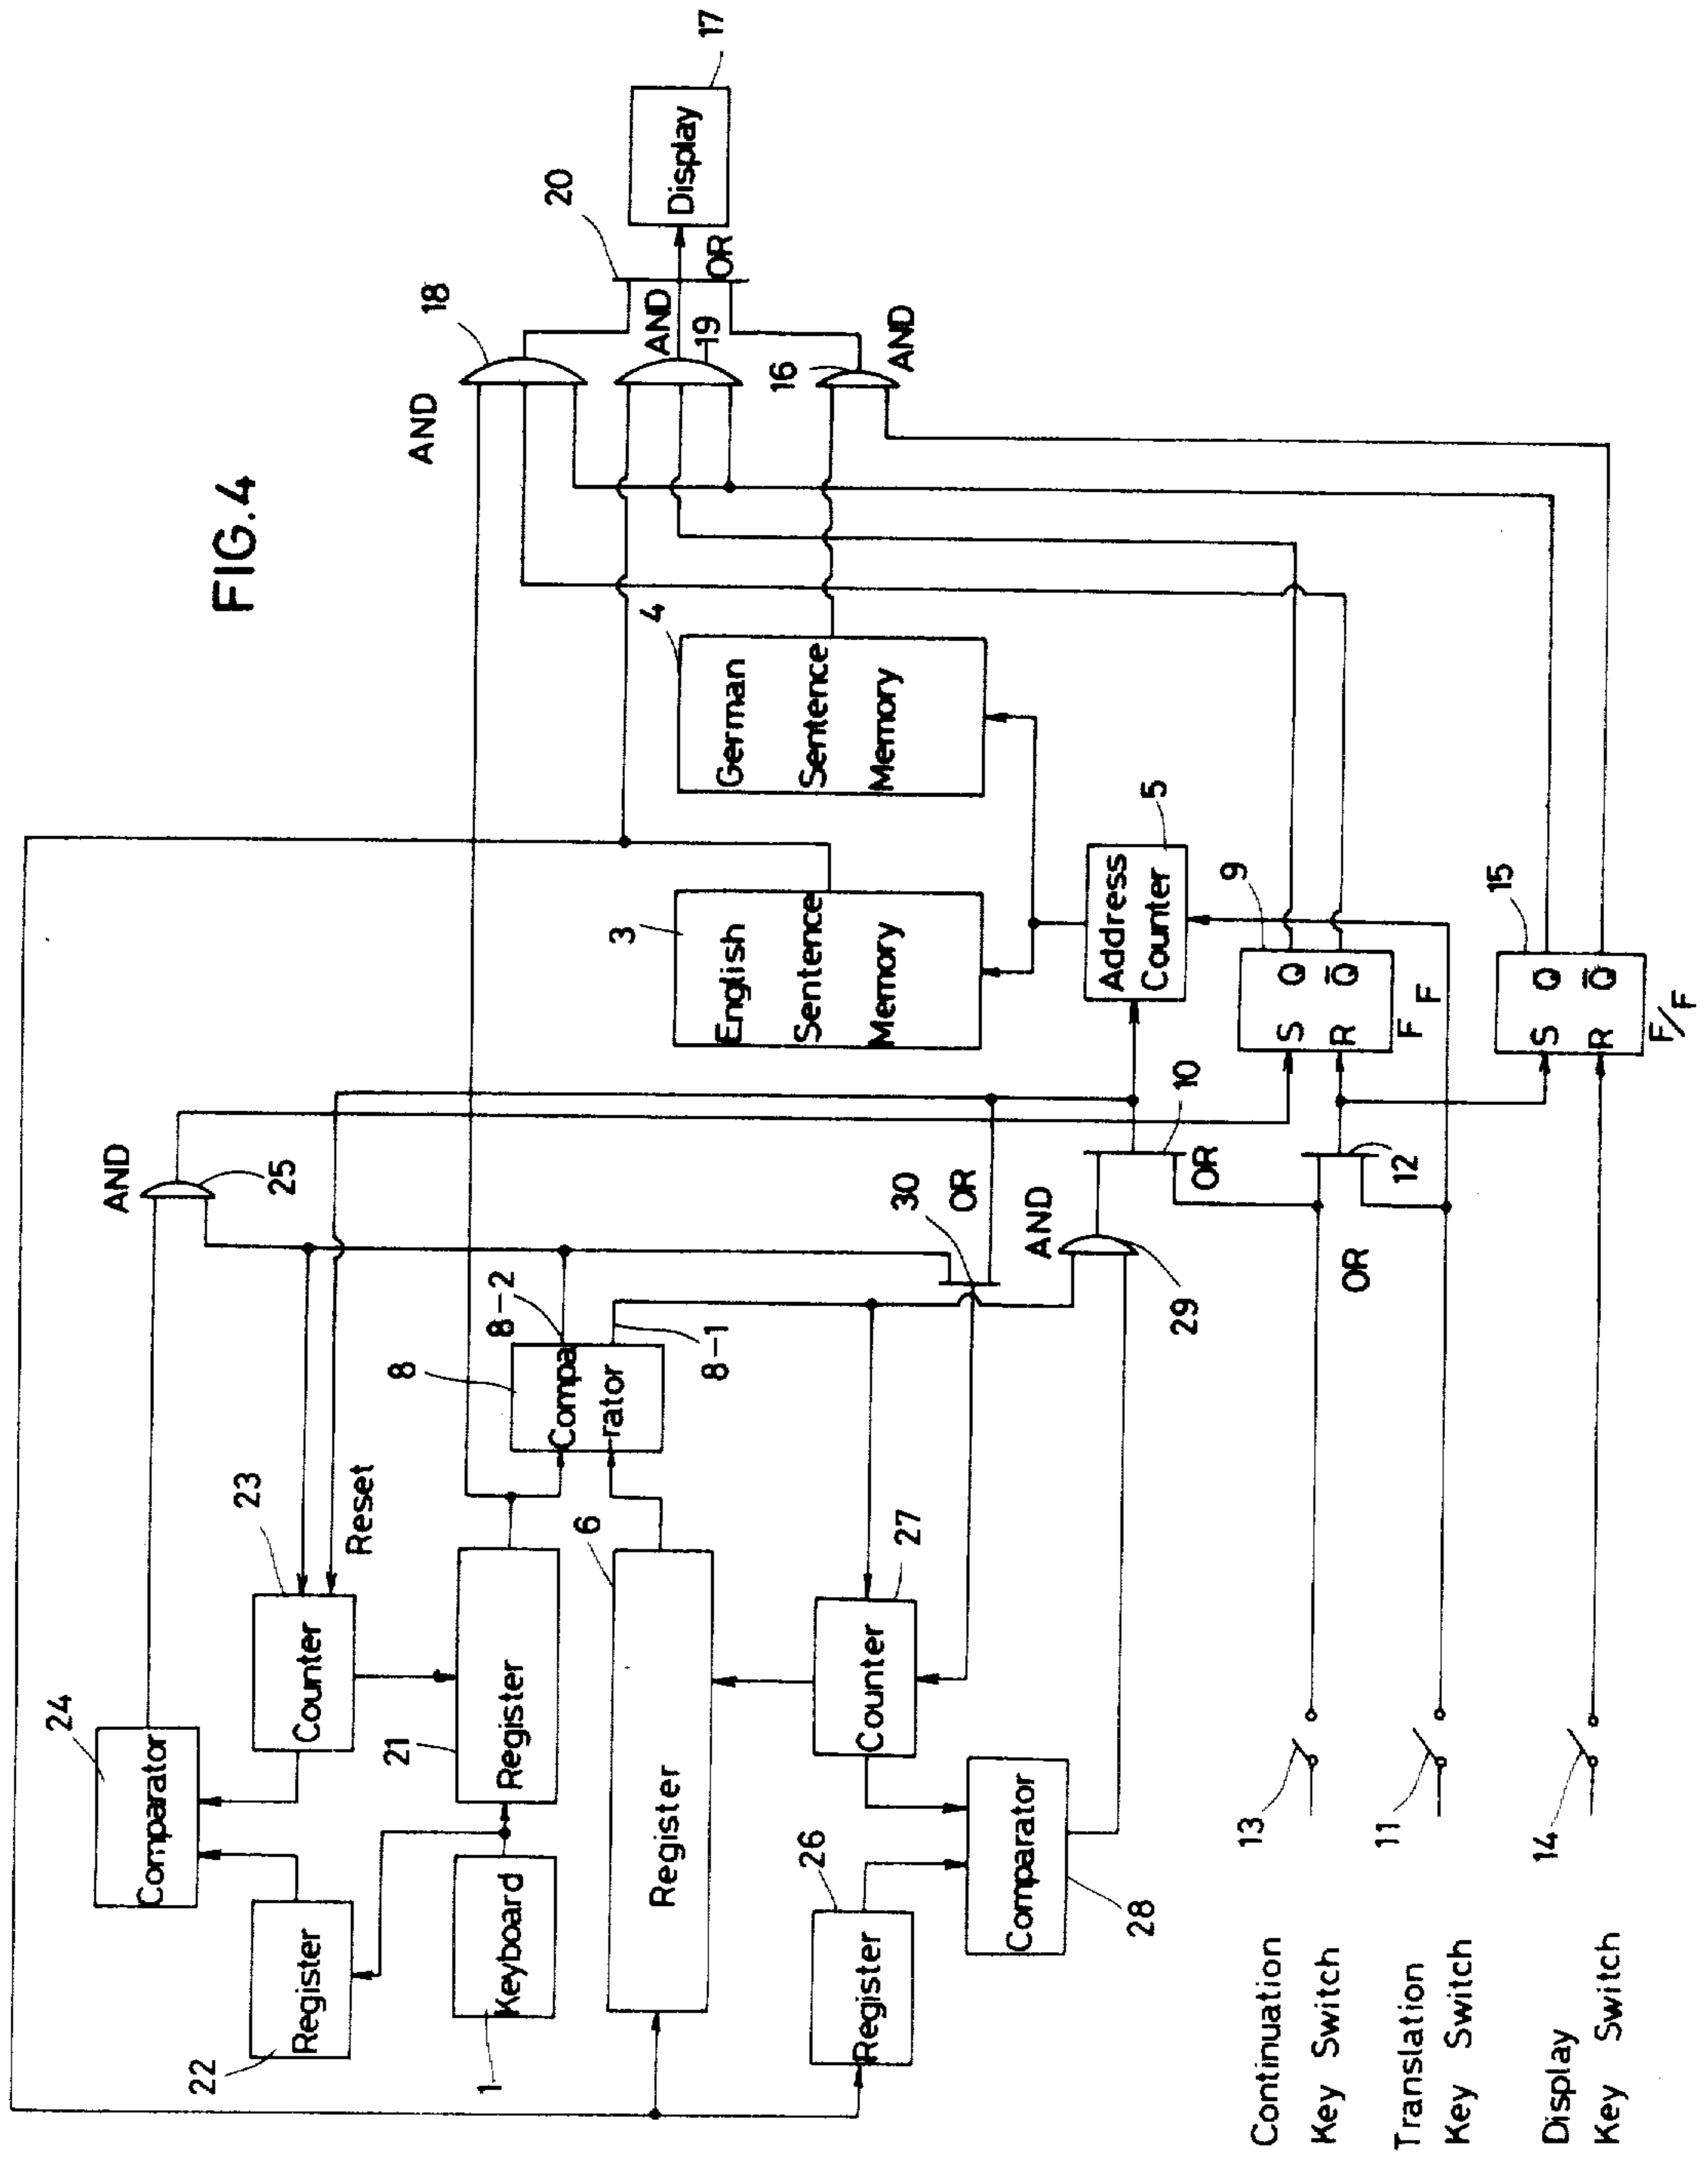 FIG.4
24
Comparator
AND
25
22
Register
23
Counter
Reset
1
Keyboard
21
Register
8
Compa
rator
8-2
8-1
AND
18
6
Register
3
English
Sentence
Memory
4
German
Sentence
Memory
AND
19
16
AND
20
OR
Display
17
26
Register
27
Counter
30
OR
28
Comparator
AND
29
10
OR
Address
Counter
5
9
S Q
R Q̅
F F
12
OR
15
S Q
R Q̅
F/F
Continuation
Key Switch
13
Translation
Key Switch
11
Display
Key Switch
14